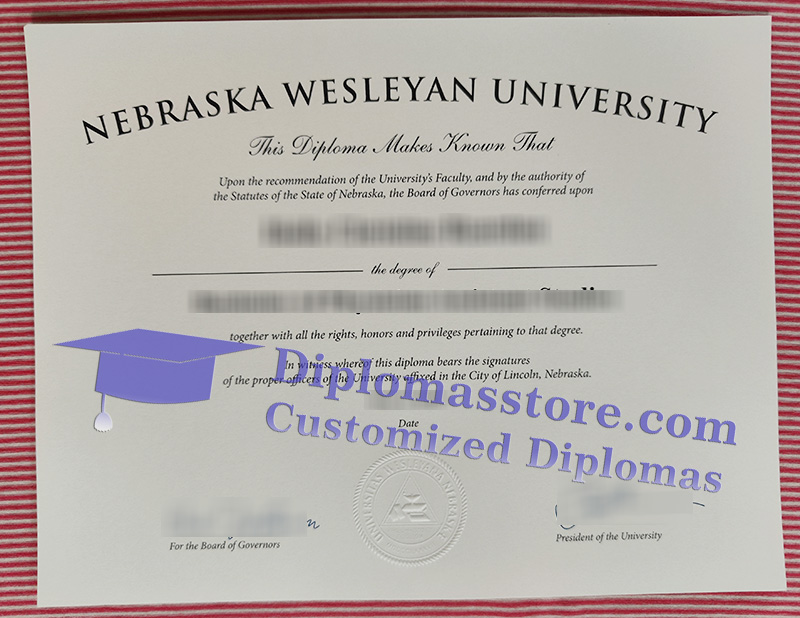 NEBRASKA WESLEYAN UNIVERSITY
This Diploma Makes Known That
Upon the recommendation of the University's Faculty, and by the authority of
the Statutes of the State of Nebraska, the Board of Governors has conferred upon
the degree of
together with all the rights, honors and privileges pertaining to that degree.
In witness whereof this diploma bears the signatures
of the proper officers of the University affixed in the City of Lincoln, Nebraska.
Diplomasstore.com
Customized Diplomas
Date
For the Board of Governors
President of the University